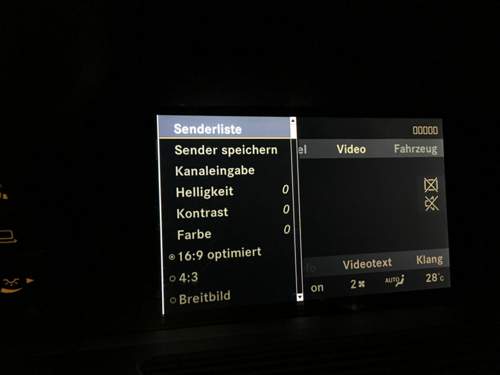 Senderliste
Sender speichern
Kanaleingabe
Helligkeit 0
Kontrast 0
Farbe 0
16:9 optimiert
4:3
Breitbild
el Video Fahrzeug
Videotext Klang
on 2 AUTO 28°C